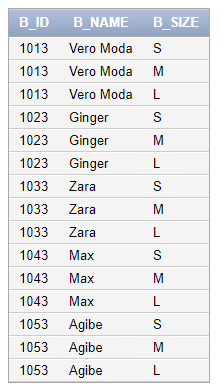 B_ID B_NAME B_SIZE
1013 Vero Moda S
1013 Vero Moda M
1013 Vero Moda L
1023 Ginger S
1023 Ginger M
1023 Ginger L
1033 Zara S
1033 Zara M
1033 Zara L
1043 Max S
1043 Max M
1043 Max L
1053 Agibe S
1053 Agibe M
1053 Agibe L